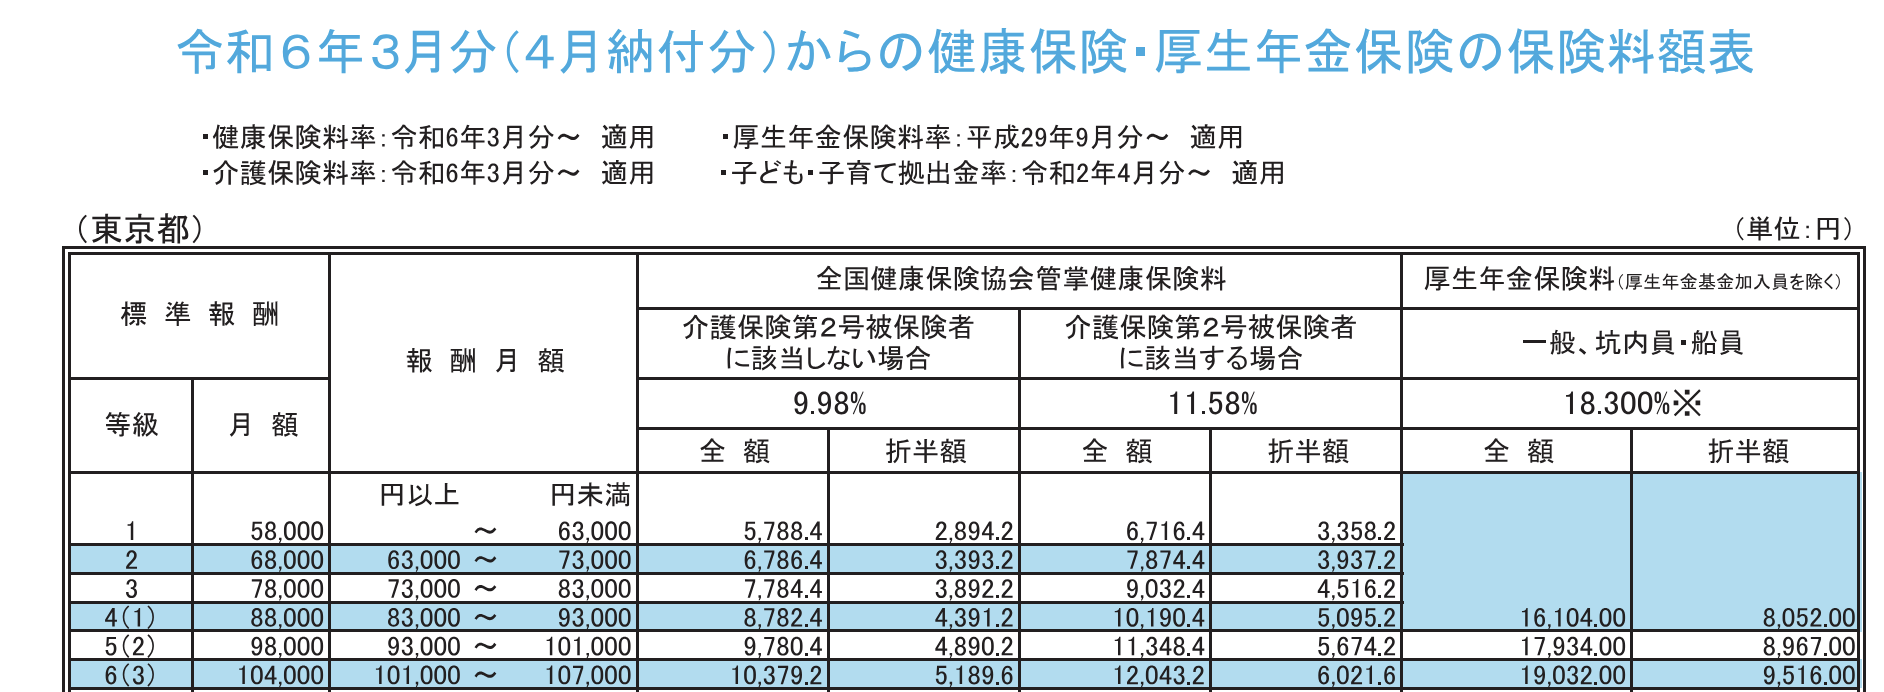 令和６年３月分（４月納付分）からの健康保険・厚生年金保険の保険料額表
・健康保険料率：令和6年3月分～　適用　　・厚生年金保険料率：平成29年9月分～　適用
・介護保険料率：令和6年3月分～　適用　　・子ども・子育て拠出金率：令和2年4月分～　適用
（東京都）　（単位：円）
標 準 報 酬
報 酬 月 額
全国健康保険協会管掌健康保険料
厚生年金保険料（厚生年金基金加入員を除く）
介護保険第２号被保険者
に該当しない場合
介護保険第２号被保険者
に該当する場合
一般、坑内員・船員
等級
月 額
9.98%
11.58%
18.300%※
全 額　折半額　全 額　折半額　全 額　折半額
円以上　円未満
1　58,000　～　63,000　5,788.4　2,894.2　6,716.4　3,358.2
2　68,000　63,000　～　73,000　6,786.4　3,393.2　7,874.4　3,937.2
3　78,000　73,000　～　83,000　7,784.4　3,892.2　9,032.4　4,516.2
4（1）　88,000　83,000　～　93,000　8,782.4　4,391.2　10,190.4　5,095.2　16,104.00　8,052.00
5（2）　98,000　93,000　～　101,000　9,780.4　4,890.2　11,348.4　5,674.2　17,934.00　8,967.00
6（3）　104,000　101,000　～　107,000　10,379.2　5,189.6　12,043.2　6,021.6　19,032.00　9,516.00